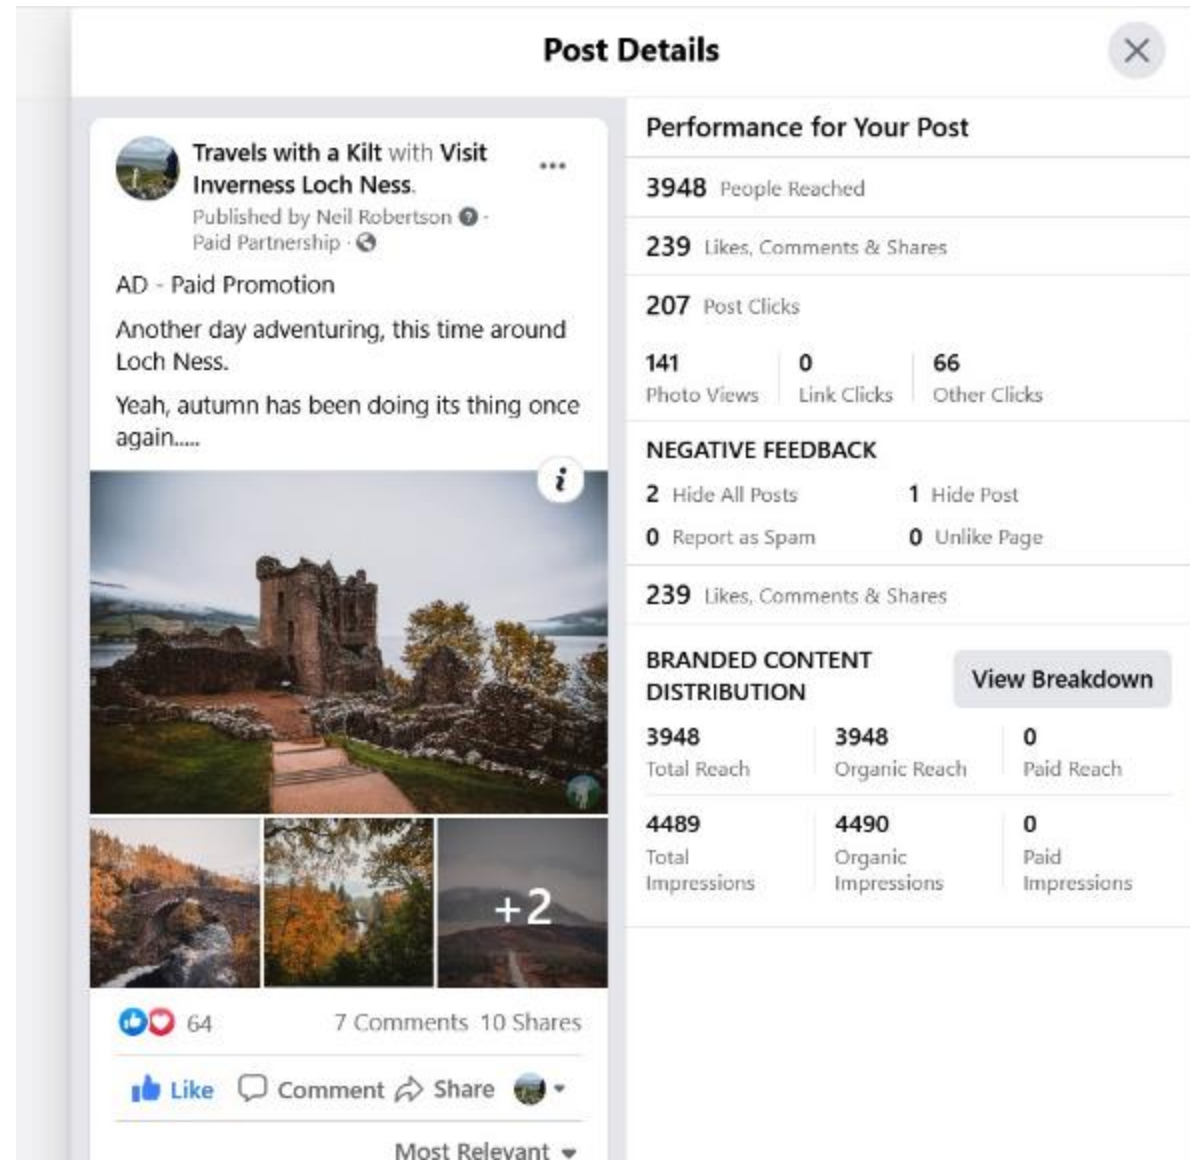 Post Details
Travels with a Kilt with Visit
Inverness Loch Ness.
Published by Neil Robertson ? ·
Paid Partnership ·
AD - Paid Promotion
Another day adventuring, this time around
Loch Ness.
Yeah, autumn has been doing its thing once
again.....
i
+2
64 7 Comments 10 Shares
Like Comment Share
Most Relevant
Performance for Your Post
3948 People Reached
239 Likes, Comments & Shares
207 Post Clicks
141 0 66
Photo Views Link Clicks Other Clicks
NEGATIVE FEEDBACK
2 Hide All Posts 1 Hide Post
0 Report as Spam 0 Unlike Page
239 Likes, Comments & Shares
BRANDED CONTENT
DISTRIBUTION
View Breakdown
3948 3948 0
Total Reach Organic Reach Paid Reach
4489 4490 0
Total Organic Paid
Impressions Impressions Impressions